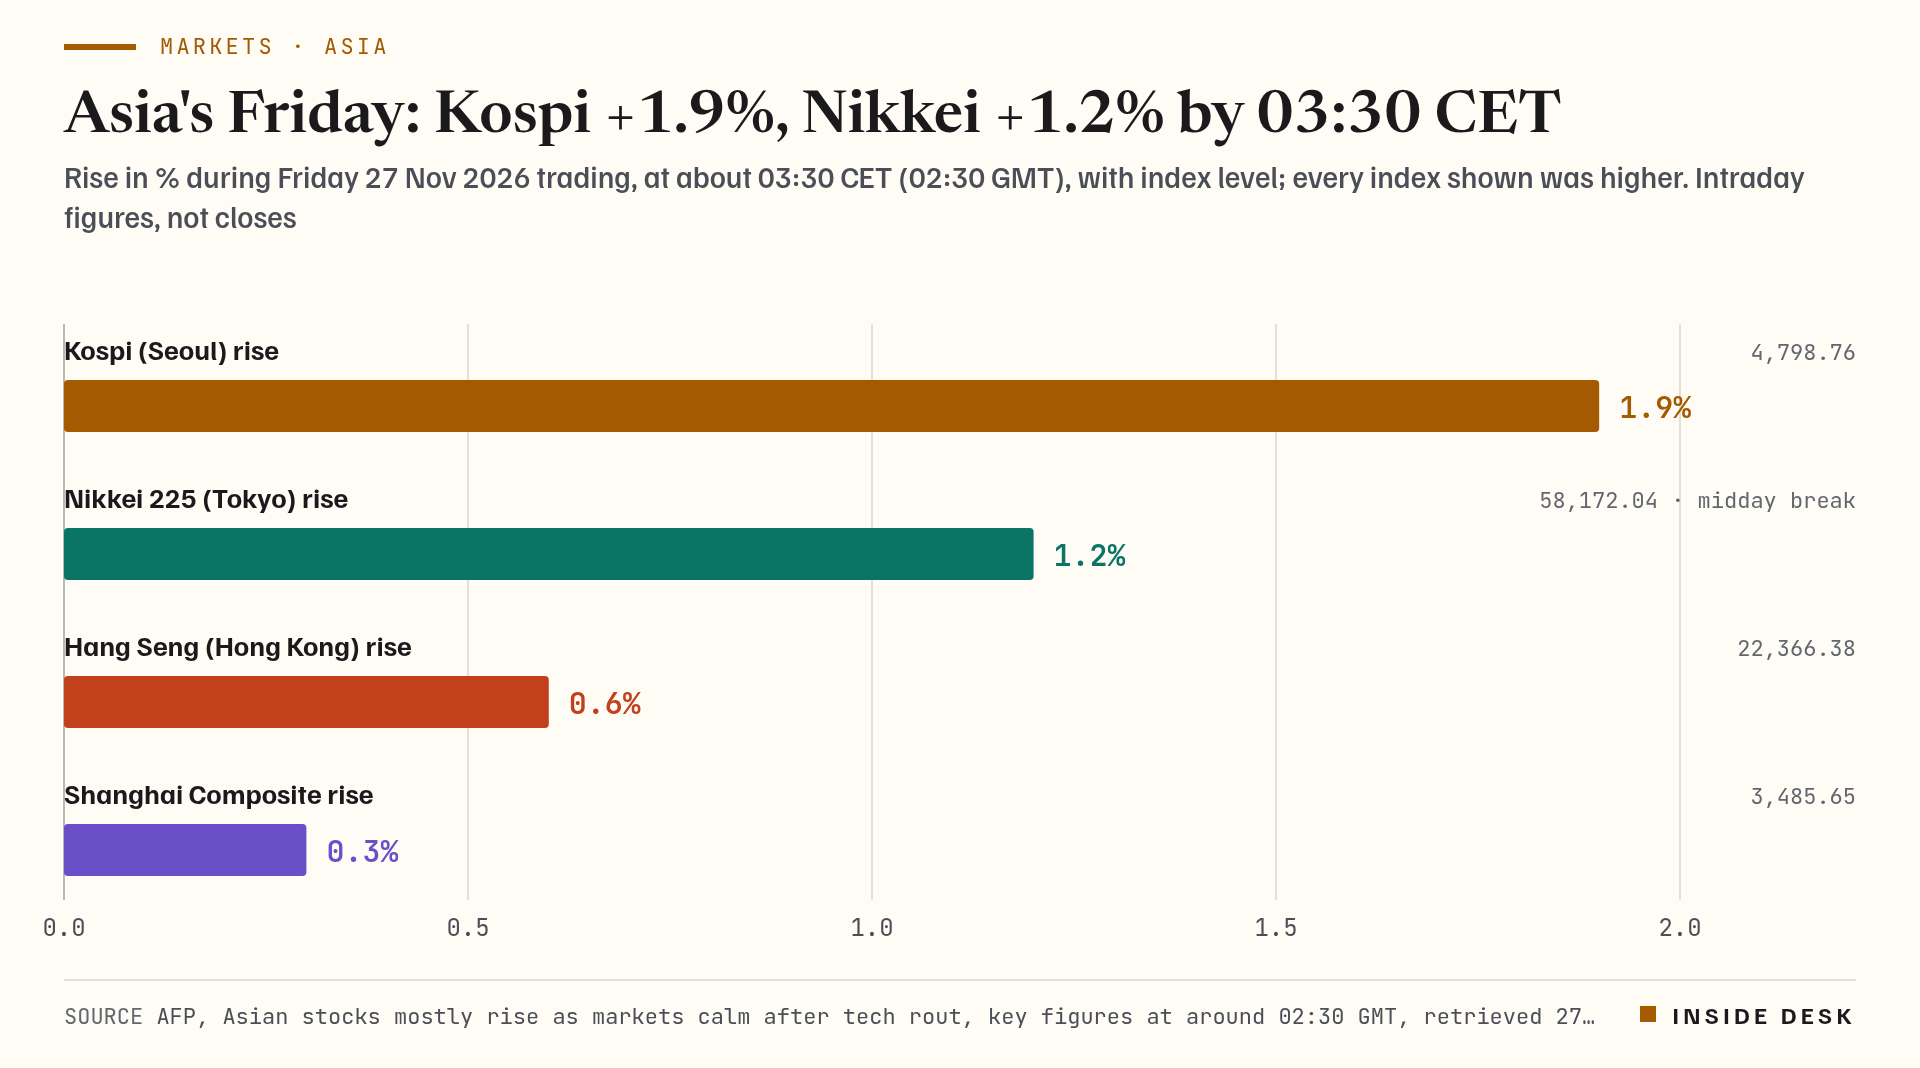 MARKETS · ASIA
Asia's Friday: Kospi +1.9%, Nikkei +1.2% by 03:30 CET
Rise in % during Friday 27 Nov 2026 trading, at about 03:30 CET (02:30 GMT), with index level; every index shown was higher. Intraday
figures, not closes
Kospi (Seoul) rise 4,798.76
1.9%
Nikkei 225 (Tokyo) rise 58,172.04 · midday break
1.2%
Hang Seng (Hong Kong) rise 22,366.38
0.6%
Shanghai Composite rise 3,485.65
0.3%
0.0 0.5 1.0 1.5 2.0
SOURCE AFP, Asian stocks mostly rise as markets calm after tech rout, key figures at around 02:30 GMT, retrieved 27… INSIDE DESK